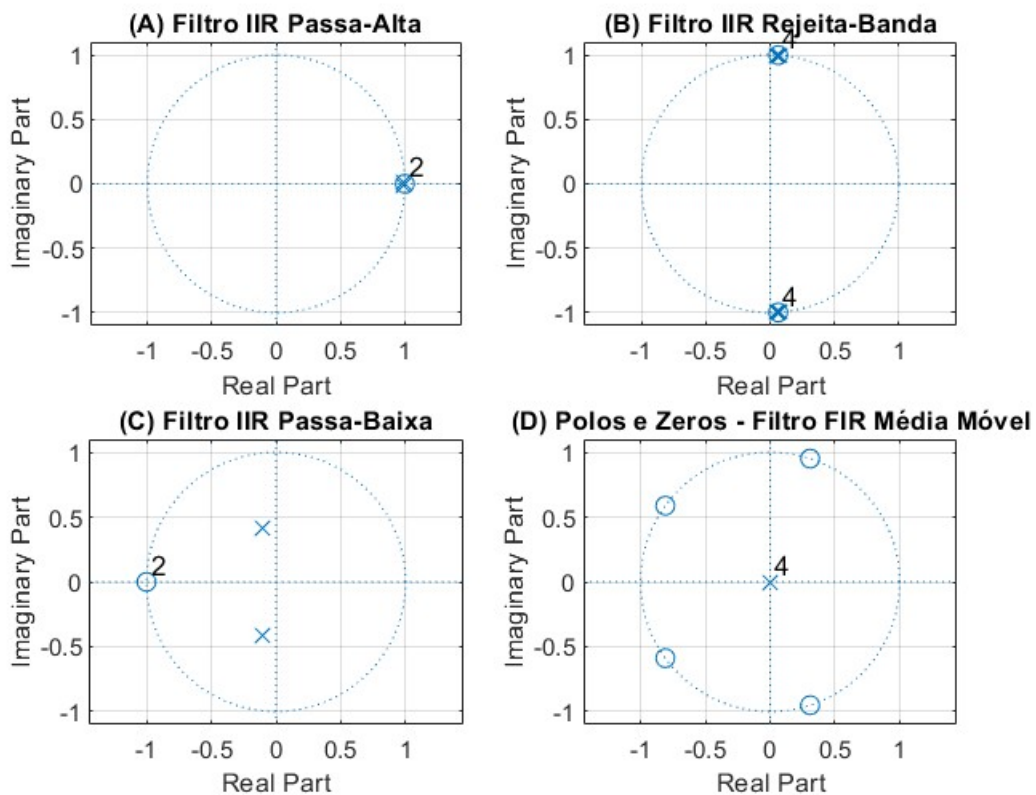 (A) Filtro IIR Passa-Alta
1
0.5
0
-0.5
-1
Imaginary Part
2
-1 -0.5 0 0.5 1
Real Part
(B) Filtro IIR Rejeita-Banda
1
0.5
0
-0.5
-1
Imaginary Part
4
4
-1 -0.5 0 0.5 1
Real Part
(C) Filtro IIR Passa-Baixa
1
0.5
0
-0.5
-1
Imaginary Part
2
-1 -0.5 0 0.5 1
Real Part
(D) Polos e Zeros - Filtro FIR Média Móvel
1
0.5
0
-0.5
-1
Imaginary Part
4
-1 -0.5 0 0.5 1
Real Part